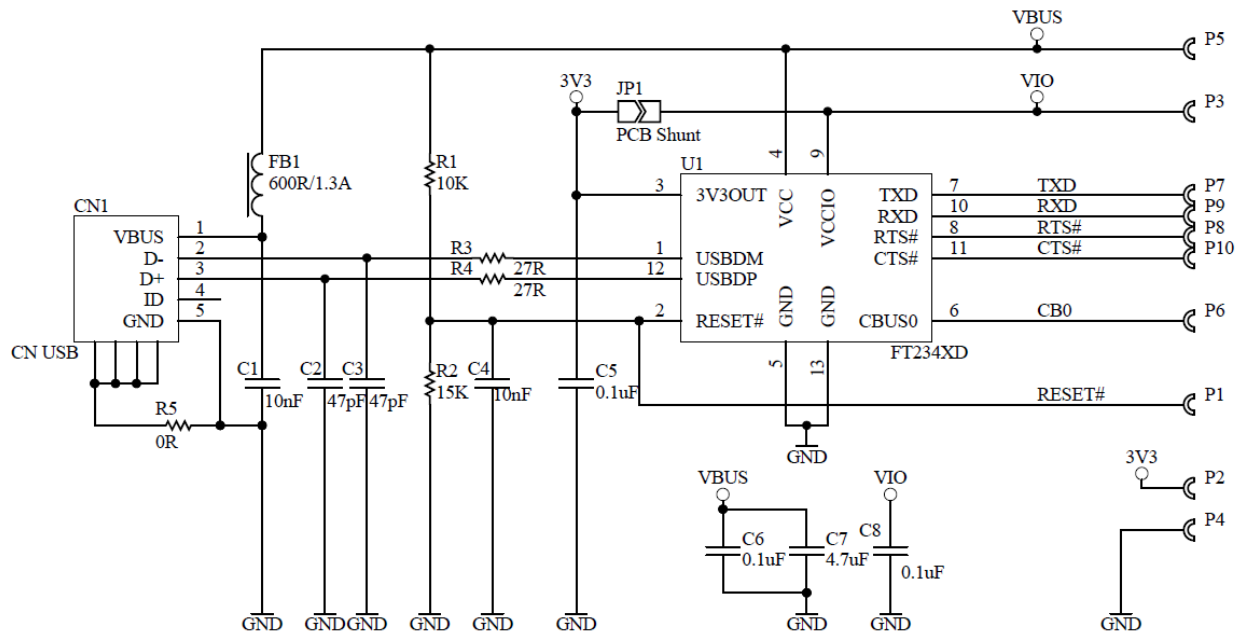 VBUS
P5
3V3
JP1
VIO
P3
PCB Shunt
FB1
600R/1.3A
R1
10K
U1
4
9
CN1
3
3V3OUT
VCC
VCCIO
TXD
7
TXD
P7
RXD
10
RXD
P9
VBUS
1
RTS#
8
RTS#
P8
D-
2
R3
27R
1
USBDM
CTS#
11
CTS#
P10
D+
3
R4
27R
12
USBDP
ID
4
GND
5
2
RESET#
GND
GND
CBUS0
6
CB0
P6
CN USB
FT234XD
C1
10nF
C2
47pF
C3
47pF
R2
15K
C4
10nF
C5
0.1uF
5
13
RESET#
P1
R5
0R
GND
VBUS
VIO
3V3
P2
P4
C6
0.1uF
C7
4.7uF
C8
0.1uF
GND
GND
GND
GND
GND
GND
GND
GND
GND